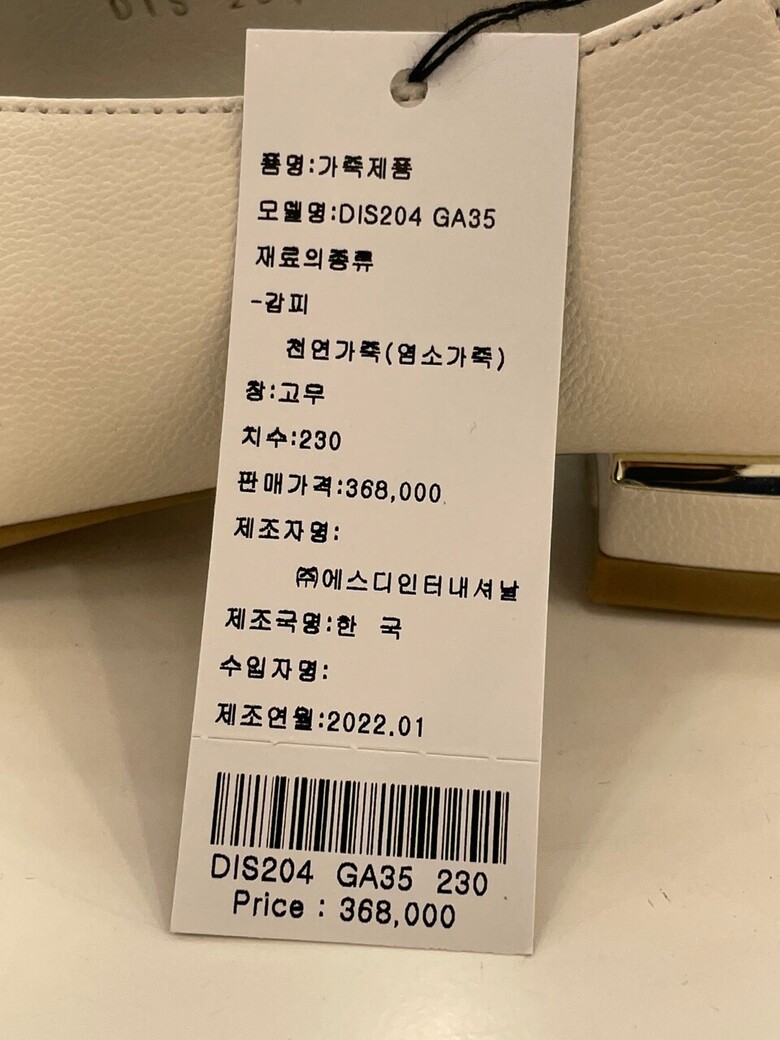 DIS 20
품명:가죽제품
모델명:DIS204 GA35
재료의종류
-갑피
천연가죽(염소가죽)
창:고무
치수:230
판매가격:368,000
제조자명:
㈜에스디인터내셔날
제조국명:한 국
수입자명:
제조연월:2022.01
DIS204 GA35 230
Price : 368,000